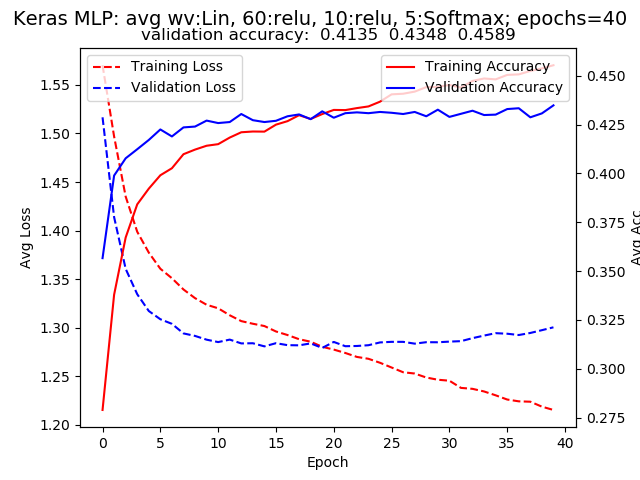 Keras MLP: avg wv:Lin, 60:relu, 10:relu, 5:Softmax; epochs=40
validation accuracy:  0.4135  0.4348  0.4589
Training Loss
Validation Loss
Training Accuracy
Validation Accuracy
1.55
1.50
1.45
1.40
1.35
1.30
1.25
1.20
Avg Loss
0.450
0.425
0.400
0.375
0.350
0.325
0.300
0.275
Avg Acc
0 5 10 15 20 25 30 35 40
Epoch